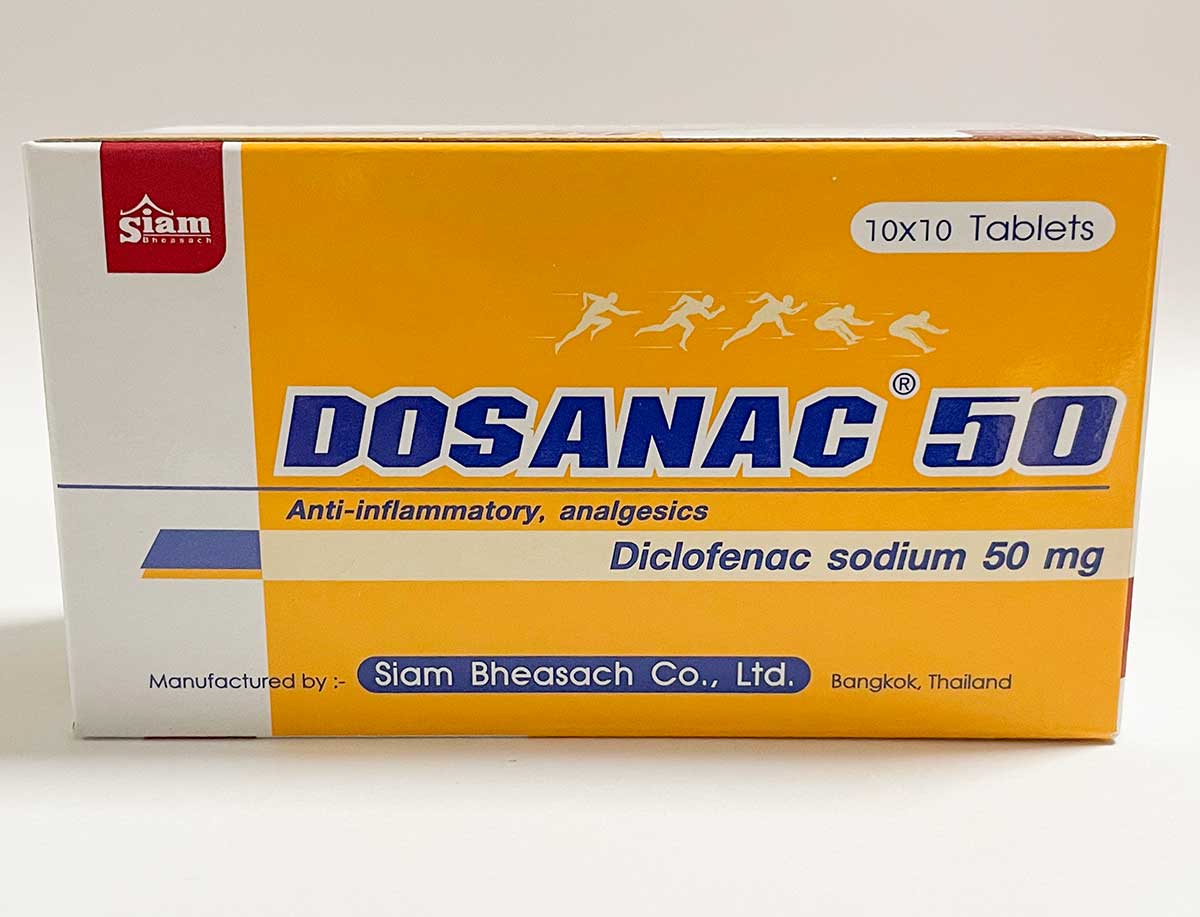 Siam
Bheasach
10x10 Tablets
DOSANAC® 50
Anti-inflammatory, analgesics
Diclofenac sodium 50 mg
Manufactured by :- Siam Bheasach Co., Ltd. Bangkok, Thailand